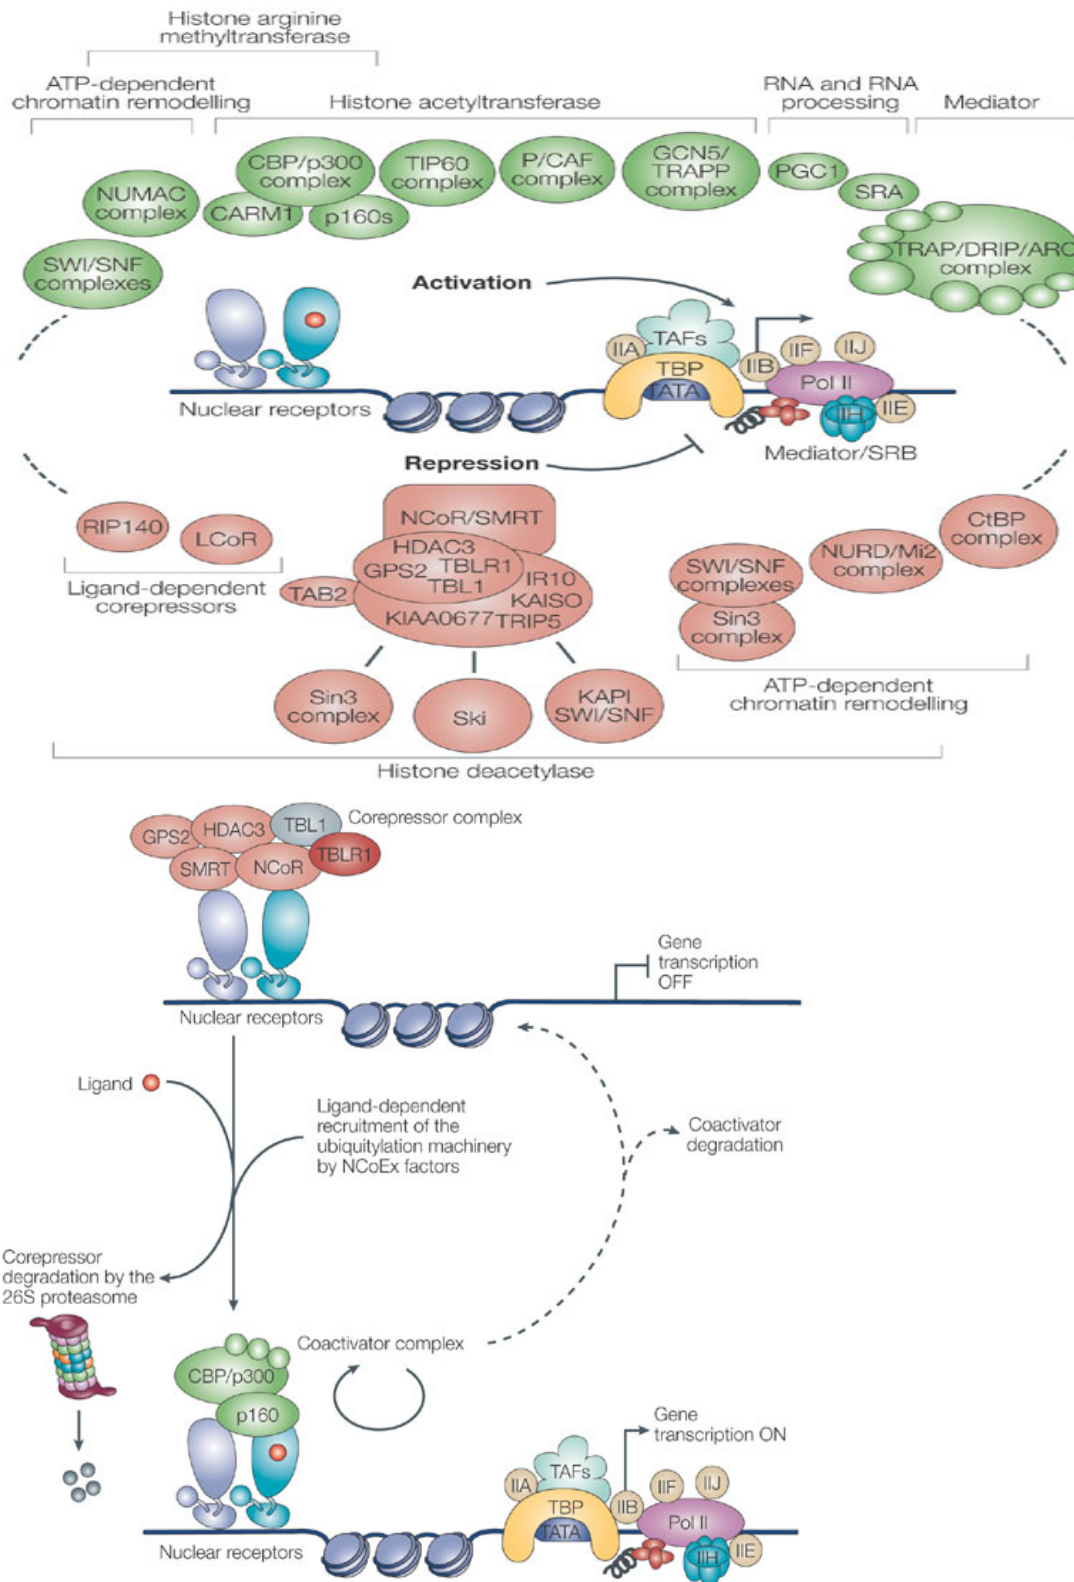 Histone arginine
methyltransferase
ATP-dependent
chromatin remodelling
Histone acetyltransferase
RNA and RNA
processing
Mediator
CBP/p300
complex
TIP60
complex
P/CAF
complex
GCN5/
TRAPP
complex
PGC1
SRA
NUMAC
complex
CARM1
p160s
SWI/SNF
complexes
TRAP/DRIP/ARC
complex
Activation
TAFs
IIA
TBP
TATA
IIB
IIF
IIJ
Pol II
IIH
IIE
Nuclear receptors
Mediator/SRB
Repression
RIP140
LCoR
Ligand-dependent
corepressors
NCoR/SMRT
HDAC3
GPS2
TBLR1
TBL1
IR10
KAISO
TAB2
KIAA0677
TRIP5
CtBP
complex
NURD/Mi2
complex
SWI/SNF
complexes
Sin3
complex
ATP-dependent
chromatin remodelling
Sin3
complex
Ski
KAPI
SWI/SNF
Histone deacetylase
GPS2
HDAC3
TBL1
Corepressor complex
SMRT
NCoR
TBLR1
Gene
transcription
OFF
Nuclear receptors
Ligand
Ligand-dependent
recruitment of the
ubiquitylation machinery
by NCoEx factors
Coactivator
degradation
Corepressor
degradation by the
26S proteasome
Coactivator complex
CBP/p300
p160
Gene
transcription ON
TAFs
IIA
TBP
TATA
IIB
IIF
IIJ
Pol II
IIH
IIE
Nuclear receptors